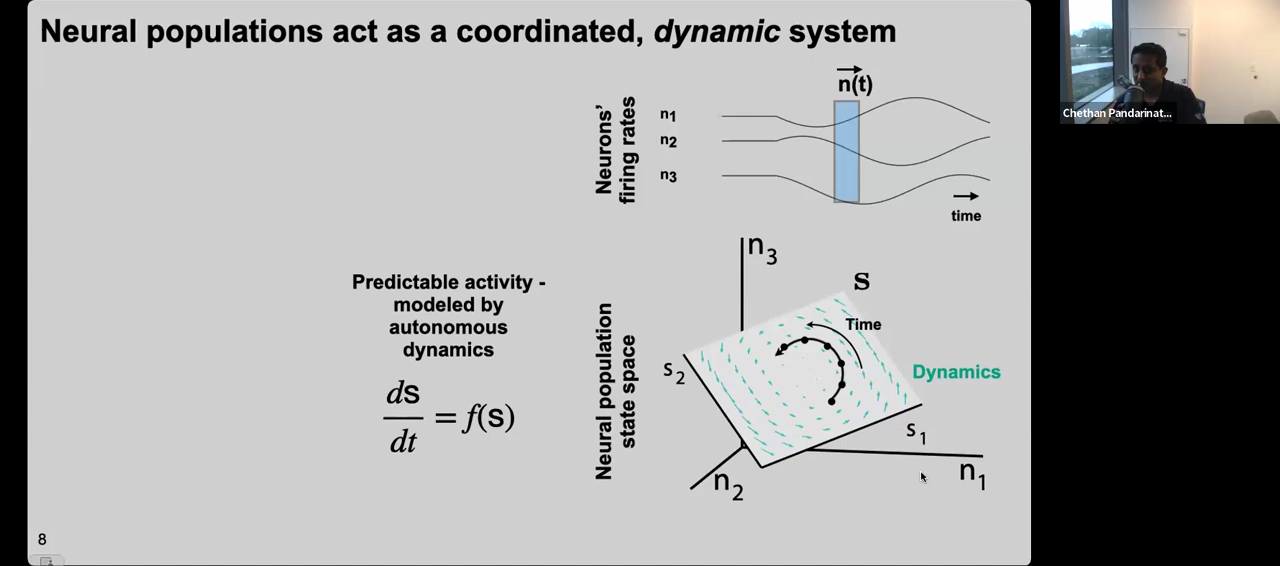 Neural populations act as a coordinated, dynamic system
n(t)
Neurons'
firing rates
n1
n2
n3
time
Predictable activity -
modeled by
autonomous
dynamics
ds
dt
= f(s)
Neural population
state space
n3
S
Time
s2
Dynamics
s1
n2
n1
8
Chethan Pandarinat...